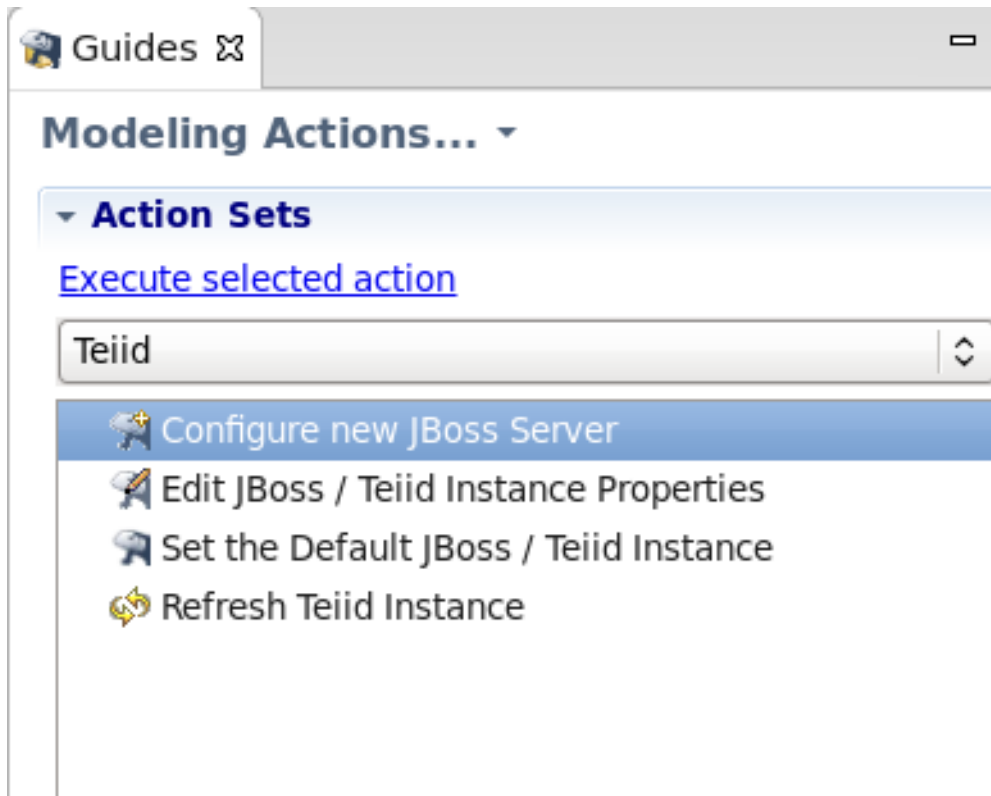 Guides
Modeling Actions...
Action Sets
Execute selected action
Teiid
Configure new JBoss Server
Edit JBoss / Teiid Instance Properties
Set the Default JBoss / Teiid Instance
Refresh Teiid Instance